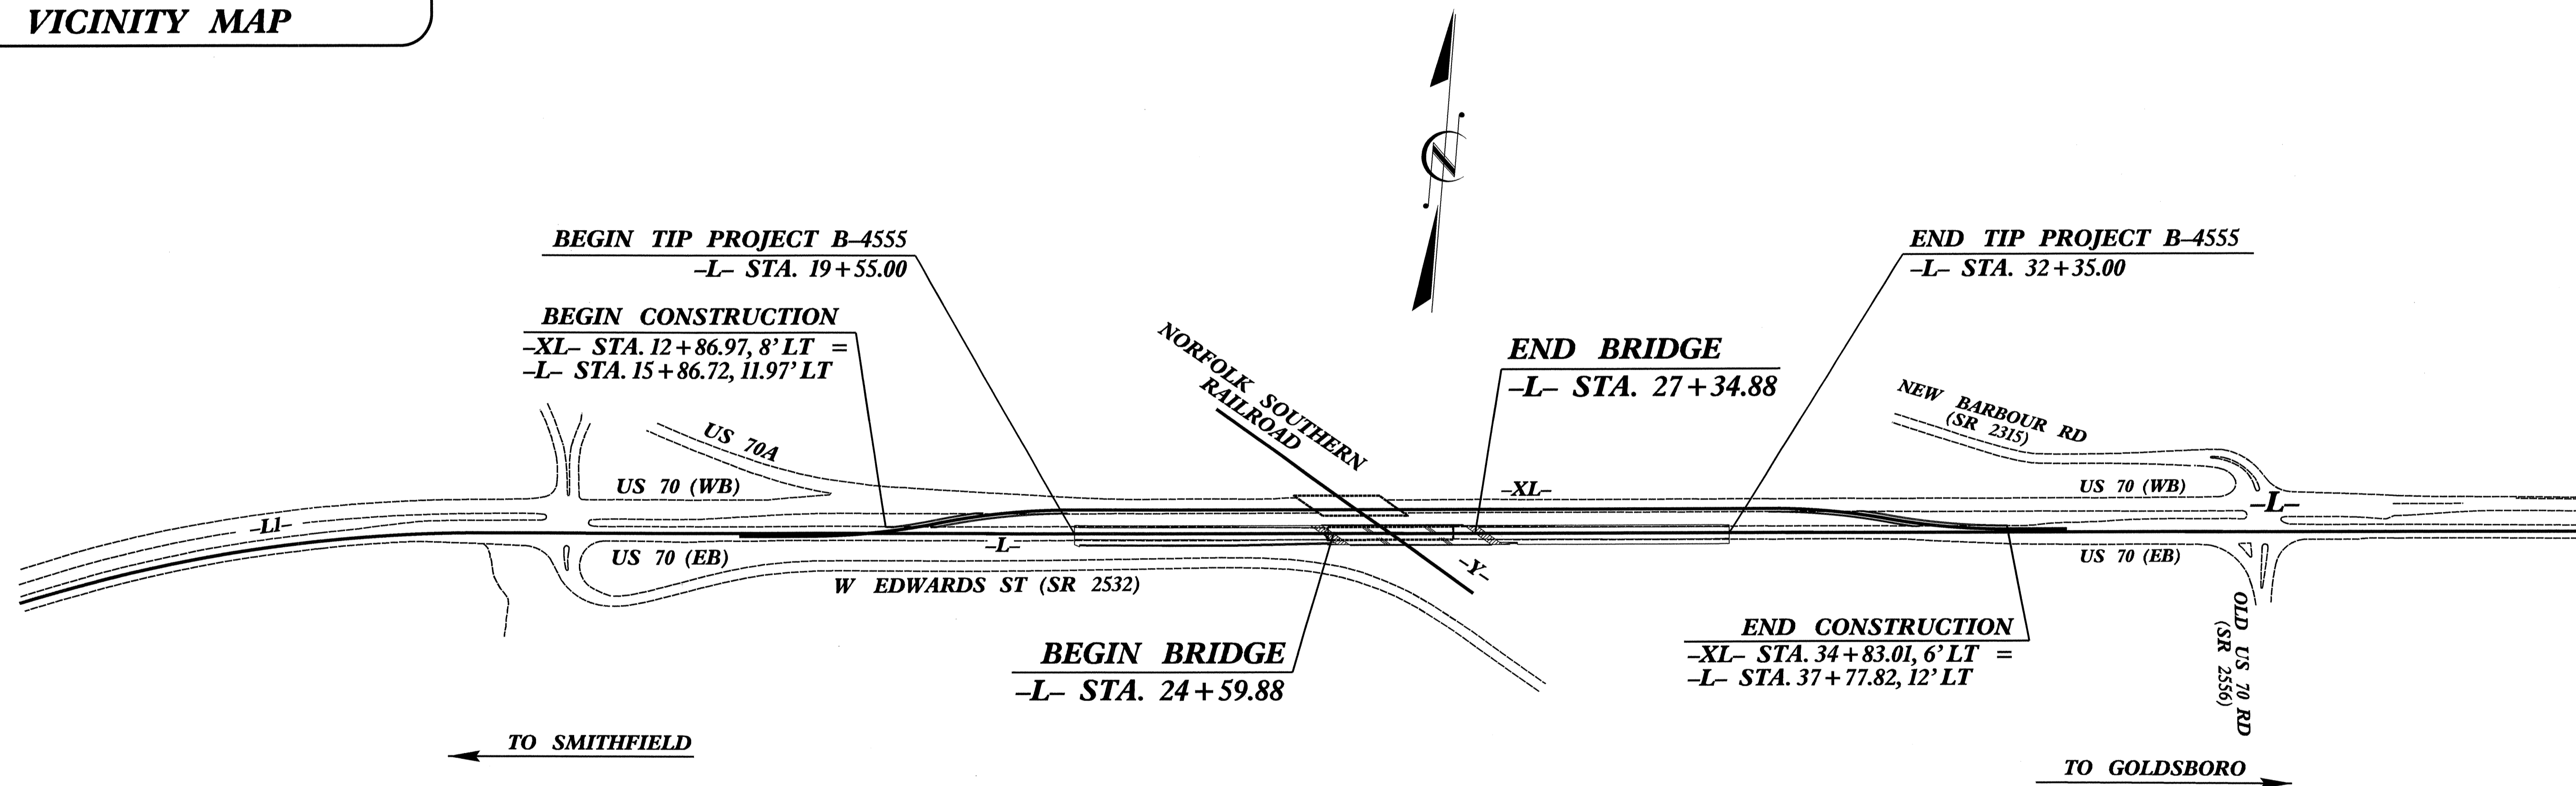 VICINITY MAP
N
BEGIN TIP PROJECT B–4555
–L– STA. 19+55.00
END TIP PROJECT B–4555
–L– STA. 32+35.00
BEGIN CONSTRUCTION
–XL– STA. 12+86.97, 8' LT =
–L– STA. 15+86.72, 11.97' LT
NORFOLK SOUTHERN
RAILROAD
END BRIDGE
–L– STA. 27+34.88
NEW BARBOUR RD
(SR 2315)
US 70A
US 70 (WB)
–XL–
US 70 (WB)
–L–
–L1–
–L–
US 70 (EB)
US 70 (EB)
–Y–
W EDWARDS ST (SR 2532)
BEGIN BRIDGE
–L– STA. 24+59.88
END CONSTRUCTION
–XL– STA. 34+83.01, 6' LT =
–L– STA. 37+77.82, 12' LT
OLD US 70 RD
(SR 2556)
TO SMITHFIELD
TO GOLDSBORO